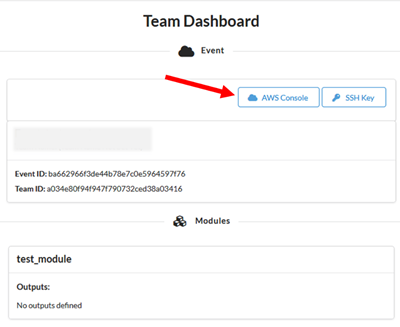 Team Dashboard
Event
AWS Console
SSH Key
Event ID: ba662966f3de44b78e7c0e5964597f76
Team ID: a034e80f94f947f790732ced38a03416
Modules
test_module
Outputs:
No outputs defined